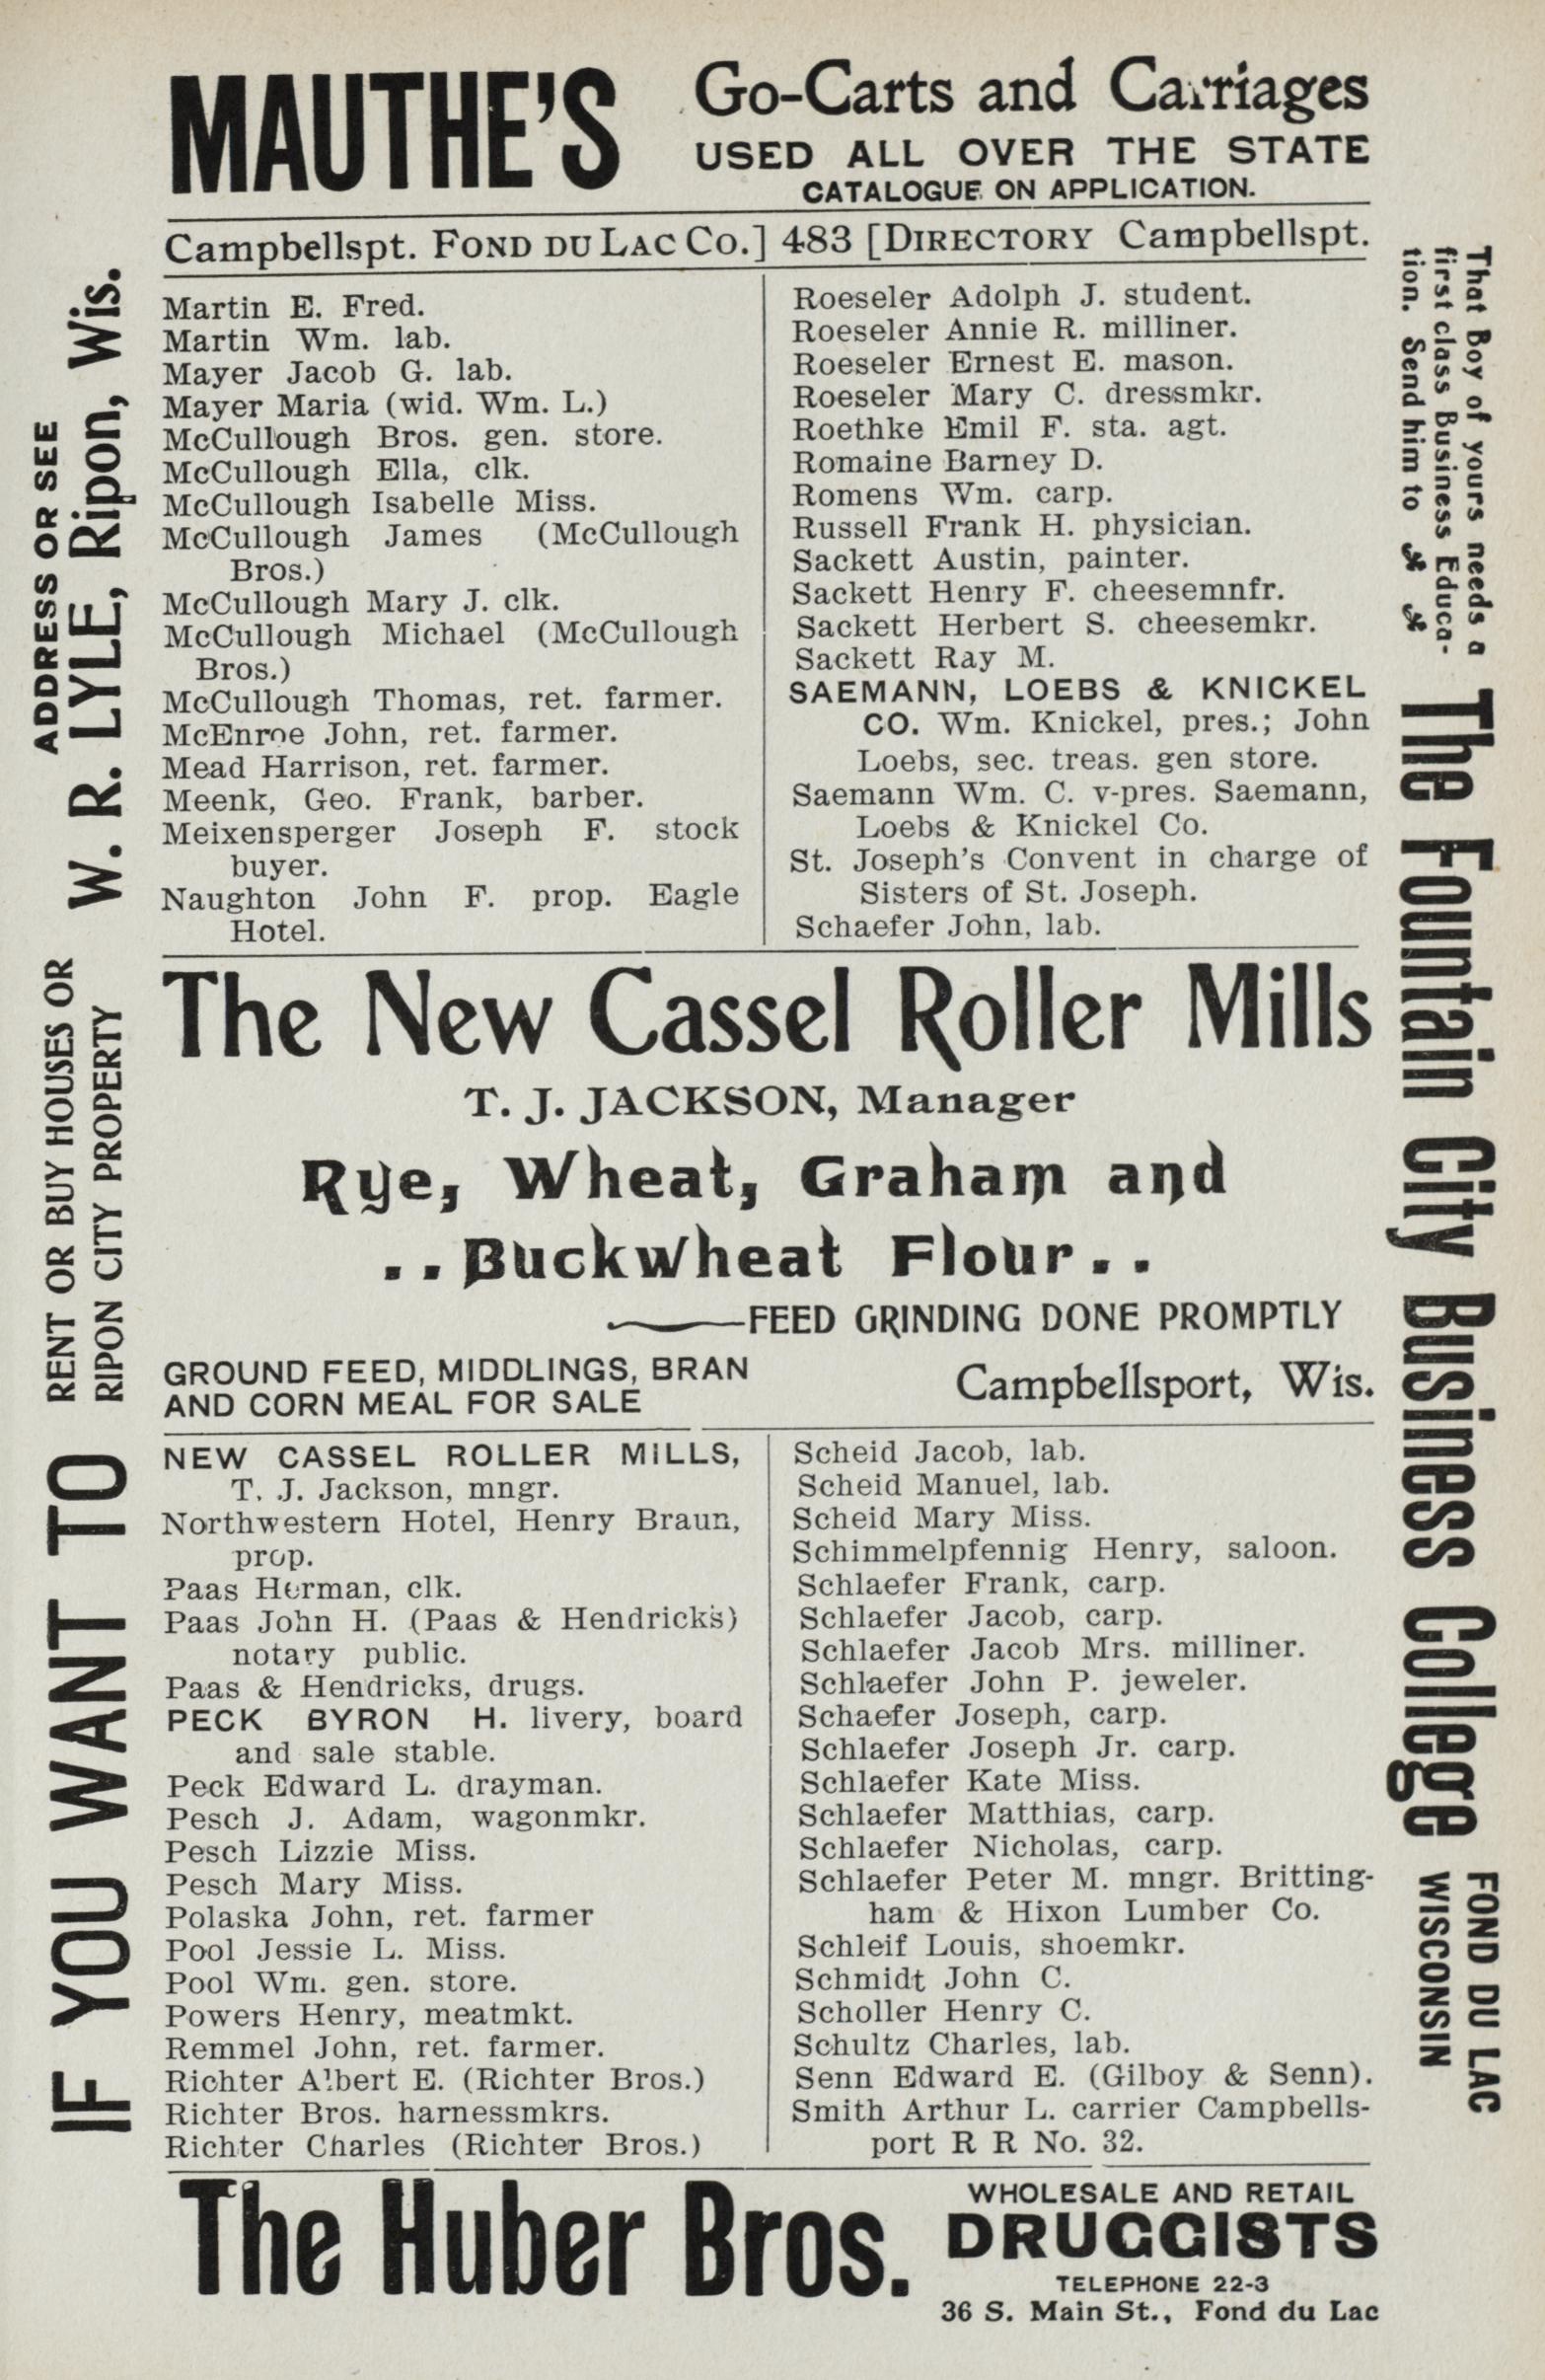 MAUTHE'S
Go-Carts and Carriages
USED ALL OVER THE STATE
CATALOGUE ON APPLICATION.
Campbellspt. FOND DU LAC CO.] 483 [DIRECTORY Campbellspt.
Martin E. Fred.
Martin Wm. lab.
Mayer Jacob G. lab.
Mayer Maria (wid. Wm. L.)
McCullough Bros. gen. store.
McCullough Ella, clk.
McCullough Isabelle Miss.
McCullough James (McCullough
Bros.)
McCullough Mary J. clk.
McCullough Michael (McCullough
Bros.)
McCullough Thomas, ret. farmer.
McEnroe John, ret. farmer.
Mead Harrison, ret. farmer.
Meenk, Geo. Frank, barber.
Meixensperger Joseph F. stock
buyer.
Naughton John F. prop. Eagle
Hotel.
Roeseler Adolph J. student.
Roeseler Annie R. milliner.
Roeseler Ernest E. mason.
Roeseler Mary C. dressmkr.
Roethke Emil F. sta. agt.
Romaine Barney D.
Romens Wm. carp.
Russell Frank H. physician.
Sackett Austin, painter.
Sackett Henry F. cheesemnfr.
Sackett Herbert S. cheesemkr.
Sackett Ray M.
SAEMANN, LOEBS & KNICKEL
CO. Wm. Knickel, pres.; John
Loebs, sec. treas. gen store.
Saemann Wm. C. v-pres. Saemann,
Loebs & Knickel Co.
St. Joseph's Convent in charge of
Sisters of St. Joseph.
Schaefer John, lab.
The New Cassel Roller Mills
T. J. JACKSON, Manager
Rye, Wheat, Graham and
..Buckwheat Flour..
FEED GRINDING DONE PROMPTLY
GROUND FEED, MIDDLINGS, BRAN
AND CORN MEAL FOR SALE
Campbellsport, Wis.
NEW CASSEL ROLLER MILLS,
T. J. Jackson, mngr.
Northwestern Hotel, Henry Braun,
prop.
Paas Herman, clk.
Paas John H. (Paas & Hendricks)
notary public.
Paas & Hendricks, drugs.
PECK BYRON H. livery, board
and sale stable.
Peck Edward L. drayman.
Pesch J. Adam, wagonmkr.
Pesch Lizzie Miss.
Pesch Mary Miss.
Polaska John, ret. farmer
Pool Jessie L. Miss.
Pool Wm. gen. store.
Powers Henry, meatmkt.
Remmel John, ret. farmer.
Richter Albert E. (Richter Bros.)
Richter Bros. harnessmkrs.
Richter Charles (Richter Bros.)
Scheid Jacob, lab.
Scheid Manuel, lab.
Scheid Mary Miss.
Schimmelpfennig Henry, saloon.
Schlaefer Frank, carp.
Schlaefer Jacob, carp.
Schlaefer Jacob Mrs. milliner.
Schlaefer John P. jeweler.
Schaefer Joseph, carp.
Schlaefer Joseph Jr. carp.
Schlaefer Kate Miss.
Schlaefer Matthias, carp.
Schlaefer Nicholas, carp.
Schlaefer Peter M. mngr. Britting-
ham & Hixon Lumber Co.
Schleif Louis, shoemkr.
Schmidt John C.
Scholler Henry C.
Schultz Charles, lab.
Senn Edward E. (Gilboy & Senn).
Smith Arthur L. carrier Campbells-
port R R No. 32.
The Huber Bros.
WHOLESALE AND RETAIL
DRUGGISTS
TELEPHONE 22-3
36 S. Main St., Fond du Lac
IF YOU WANT TO
RENT OR BUY HOUSES OR
RIPON CITY PROPERTY
ADDRESS OR SEE
W. R. LYLE, Ripon, Wis.
That Boy of yours needs a
first class Business Educa-
tion. Send him to
The Fountain City Business College
FOND DU LAC
WISCONSIN